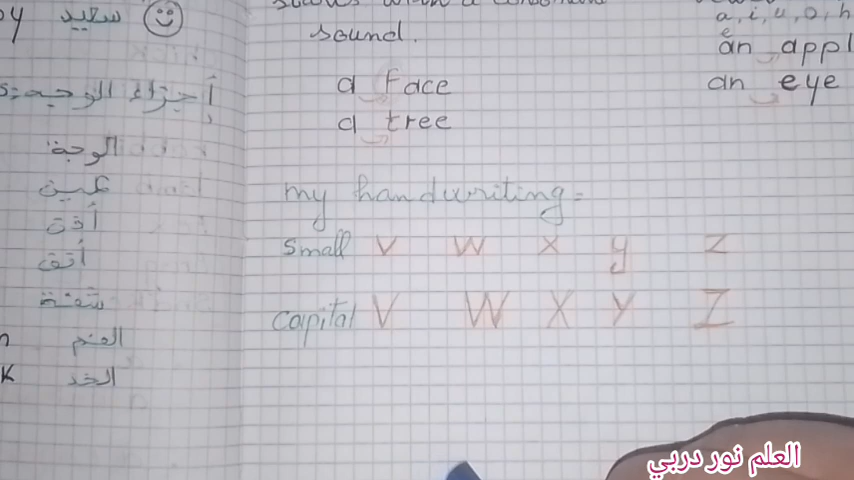 سعيد
sound.
a, i, u, o, h
e
an appl
a face
an eye
a tree
أجزاء الوجه:
الوجه
عين
أذن
أنف
شفة
الفم
الخد
my handwriting:
small v w x y z
capital V W X Y Z
العلم نور دربي